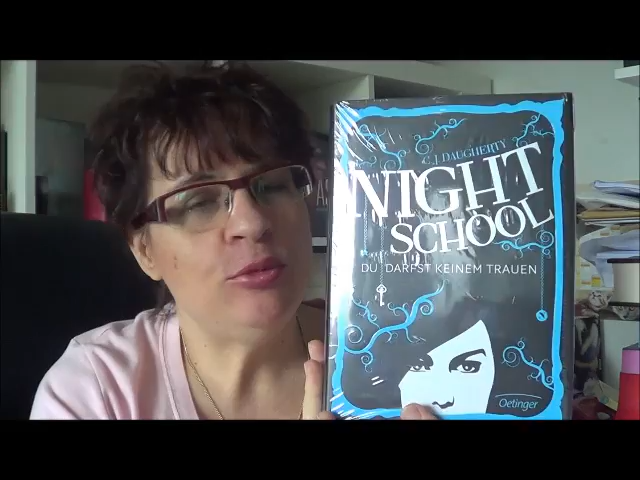 C.J. DAUGHERTY
NIGHT
SCHOOL
DU DARFST KEINEM TRAUEN
Oetinger